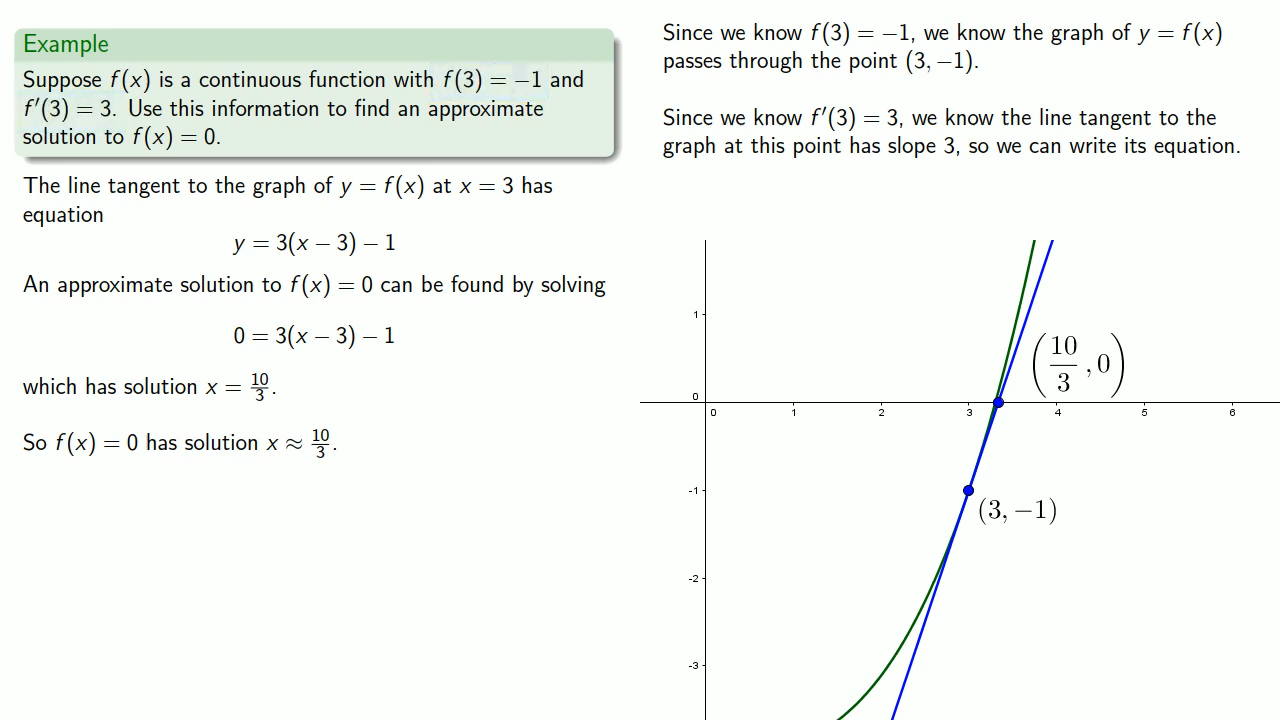 Example
Suppose f(x) is a continuous function with f(3) = −1 and
f′(3) = 3. Use this information to find an approximate
solution to f(x) = 0.
The line tangent to the graph of y = f(x) at x = 3 has
equation
y = 3(x − 3) − 1
An approximate solution to f(x) = 0 can be found by solving
0 = 3(x − 3) − 1
which has solution x = 10/3.
So f(x) = 0 has solution x ≈ 10/3.
Since we know f(3) = −1, we know the graph of y = f(x)
passes through the point (3, −1).
Since we know f′(3) = 3, we know the line tangent to the
graph at this point has slope 3, so we can write its equation.
1
(10/3, 0)
0
0 1 2 3 4 5 6
-1
(3, −1)
-2
-3